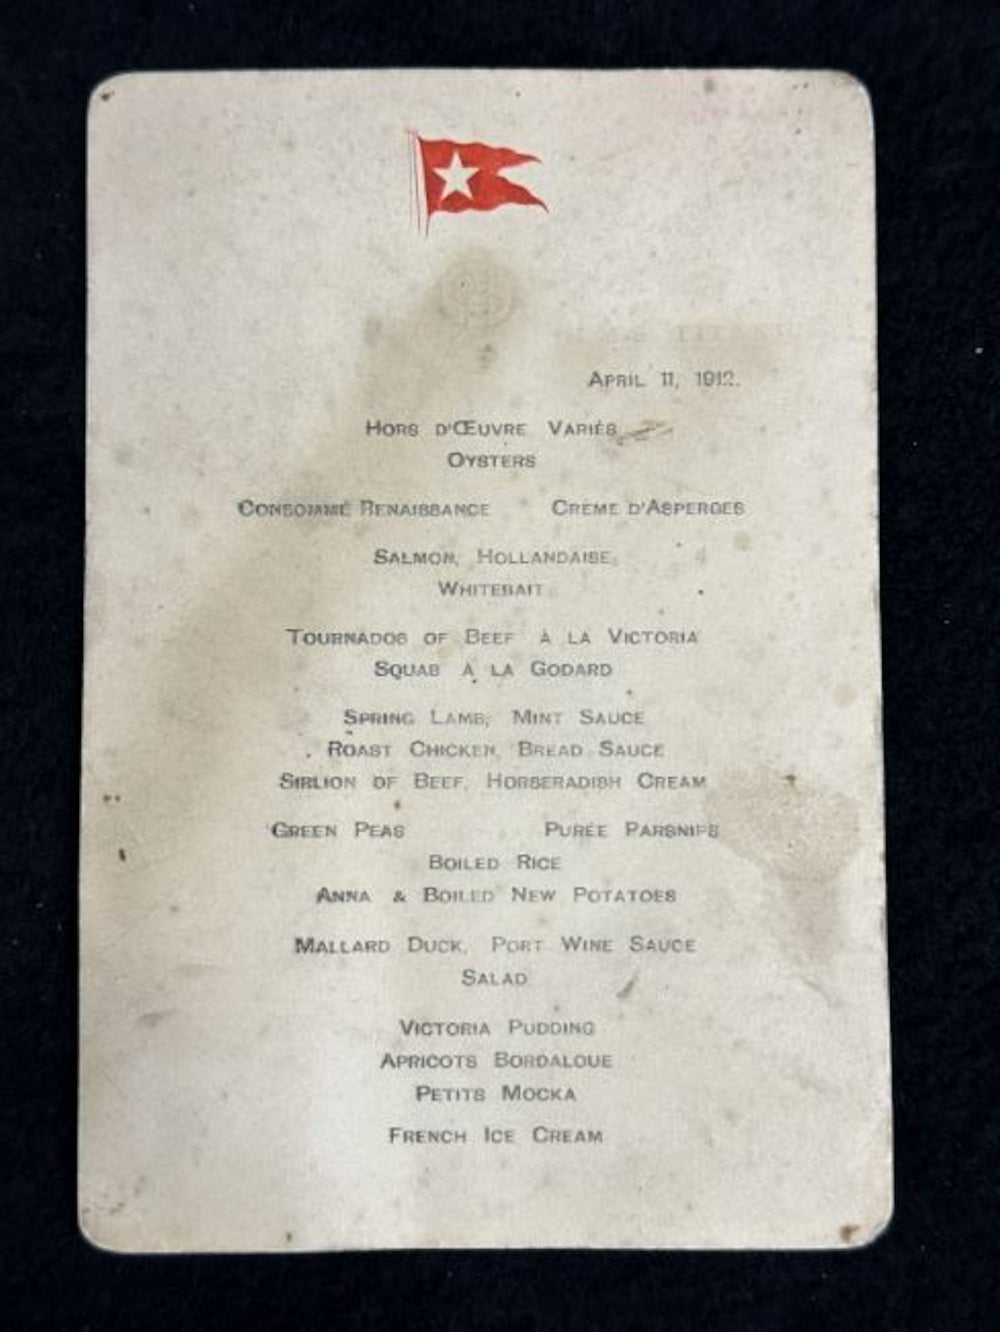 April 11, 1912.
Hors d'Œuvre Variés
Oysters
Consommé Renaissance Crème d'Asperges
Salmon, Hollandaise
Whitebait
Tournados of Beef à la Victoria
Squab à la Godard
Spring Lamb, Mint Sauce
Roast Chicken, Bread Sauce
Sirlion of Beef, Horseradish Cream
Green Peas Purée Parsnips
Boiled Rice
Anna & Boiled New Potatoes
Mallard Duck, Port Wine Sauce
Salad
Victoria Pudding
Apricots Bordaloue
Petits Mocka
French Ice Cream